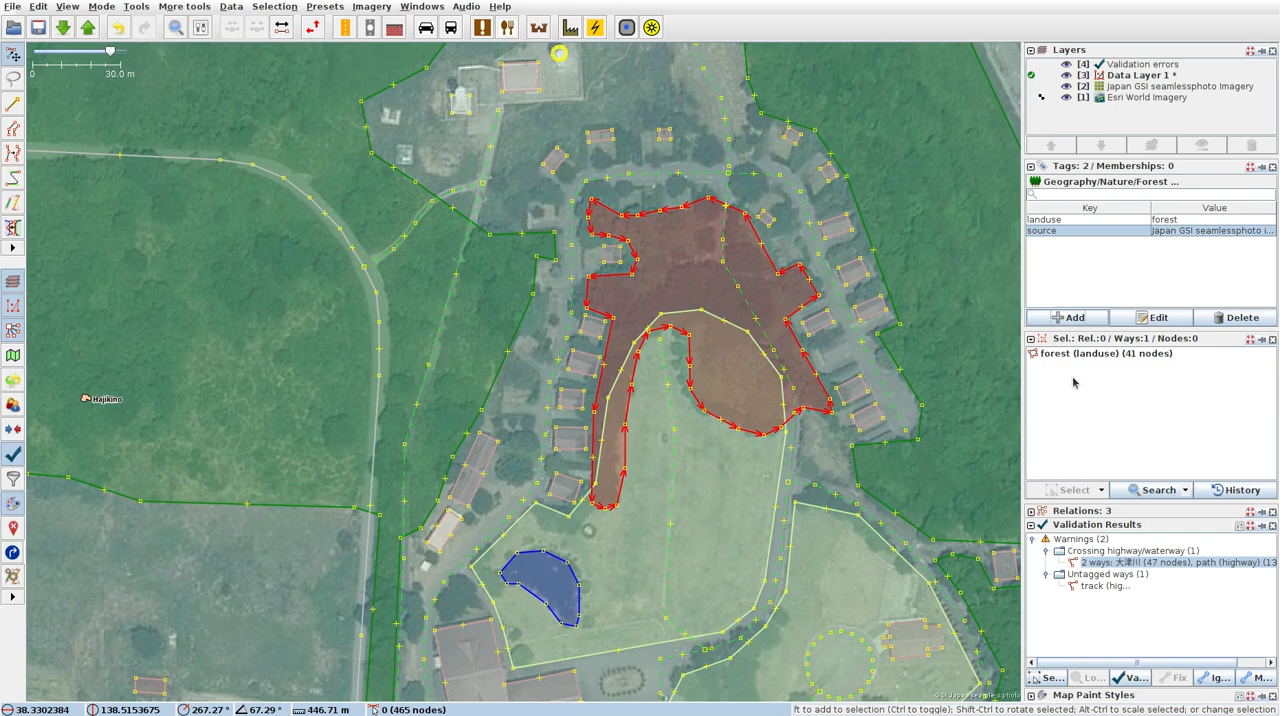 File Edit View Mode Tools More tools Data Selection Presets Imagery Windows Audio Help
0 30.0 m
Hajikino
Layers
[4] Validation errors
[3] Data Layer 1 *
[2] Japan GSI seamlessphoto Imagery
[1] Esri World Imagery
Tags: 2 / Memberships: 0
Geography/Nature/Forest ...
Key Value
landuse forest
source Japan GSI seamlessphoto i...
Add Edit Delete
Sel.: Rel.:0 / Ways:1 / Nodes:0
forest (landuse) (41 nodes)
Select Search History
Relations: 3
Validation Results
Warnings (2)
Crossing highway/waterway (1)
2 ways: 大津川 (47 nodes), path (highway) (13
Untagged ways (1)
track (hig...
Se... Lo... Va... Fix Ig... M...
Map Paint Styles
38.3302384 138.5153675 267.27° 67.29° 446.71 m 0 (465 nodes) ft to add to selection (Ctrl to toggle); Shift-Ctrl to rotate selected; Alt-Ctrl to scale selected; or change selection